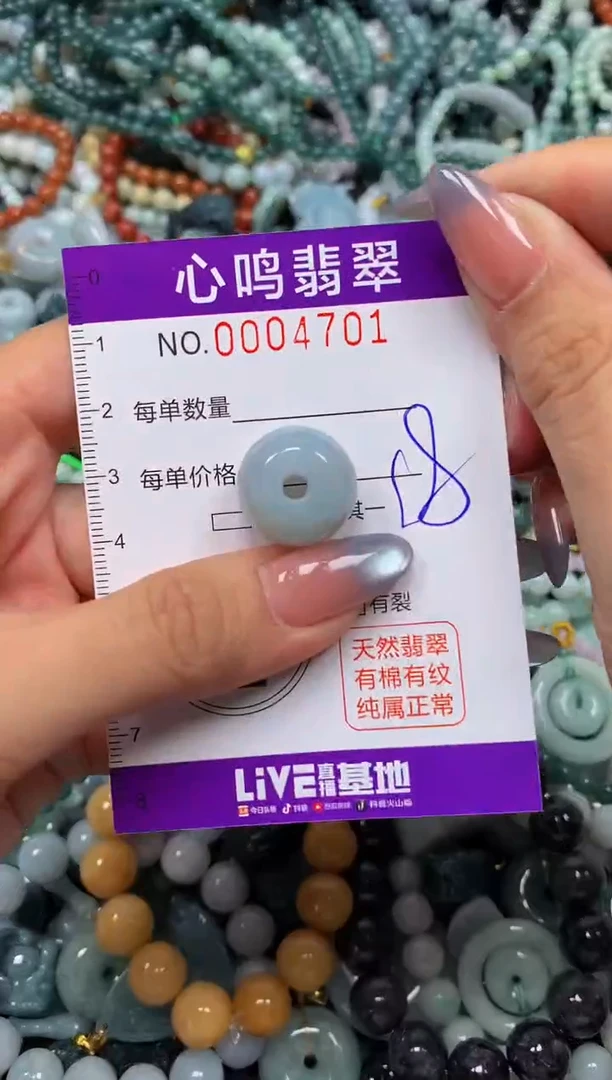 心鸣翡翠
0
1
NO.0004701
2
每单数量
3
每单价格
8
其一
4
有裂
天然翡翠
有棉有纹
纯属正常
7
8
LiVE直播基地
今日头条 抖音 西瓜视频 抖音火山版